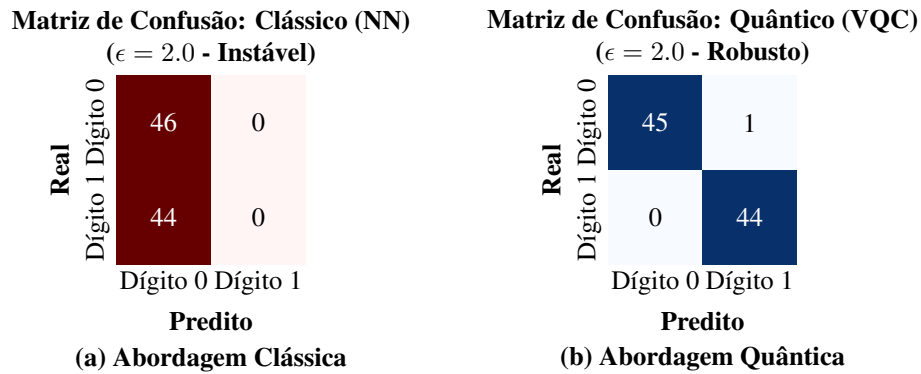 Matriz de Confusão: Clássico (NN)
(ϵ = 2.0 - Instável)
Real
Dígito 0
Dígito 1
46
0
44
0
Dígito 0 Dígito 1
Predito
(a) Abordagem Clássica
Matriz de Confusão: Quântico (VQC)
(ϵ = 2.0 - Robusto)
Real
Dígito 0
Dígito 1
45
1
0
44
Dígito 0 Dígito 1
Predito
(b) Abordagem Quântica